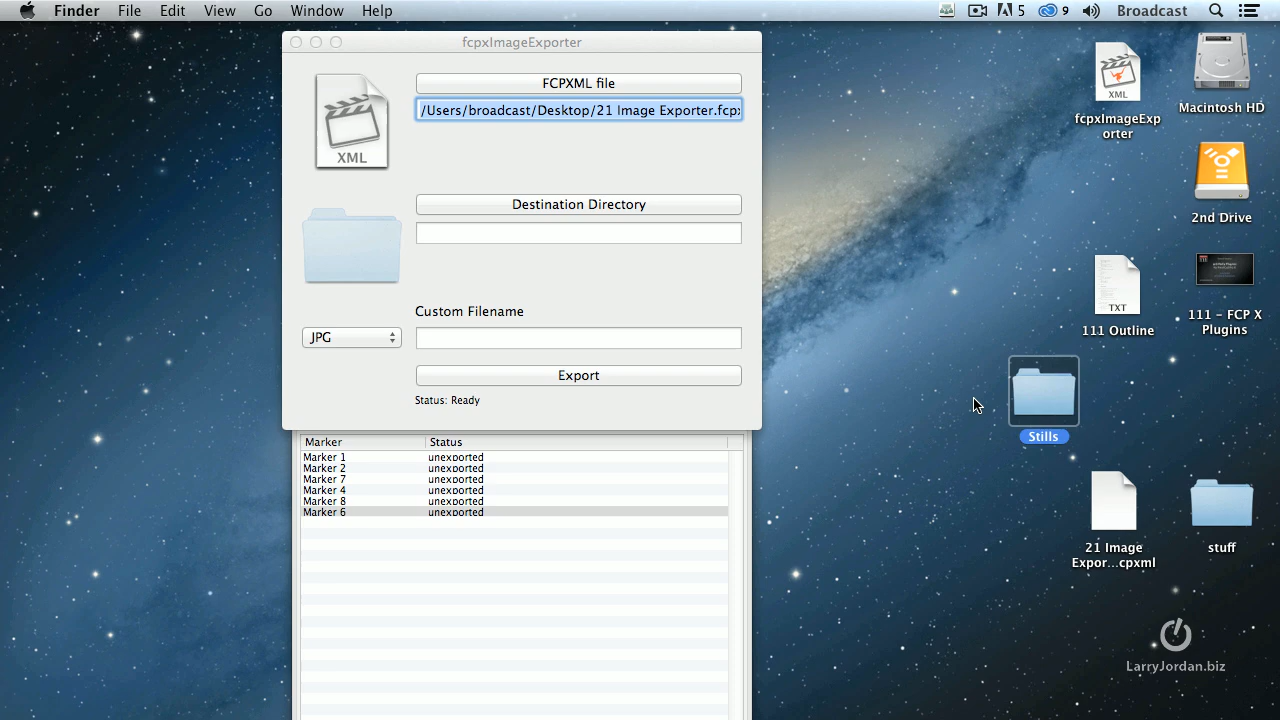 Finder File Edit View Go Window Help 5 9 Broadcast
fcpxImageExporter
FCPXML file
/Users/broadcast/Desktop/21 Image Exporter.fcpx
XML
Destination Directory
Custom Filename
JPG
Export
Status: Ready
Marker Status
Marker 1 unexported
Marker 2 unexported
Marker 7 unexported
Marker 4 unexported
Marker 8 unexported
Marker 6 unexported
XML
fcpxImageExp
orter
Macintosh HD
2nd Drive
TXT
111 Outline
111 - FCP X
Plugins
Stills
21 Image
Expor...cpxml
stuff
LarryJordan.biz